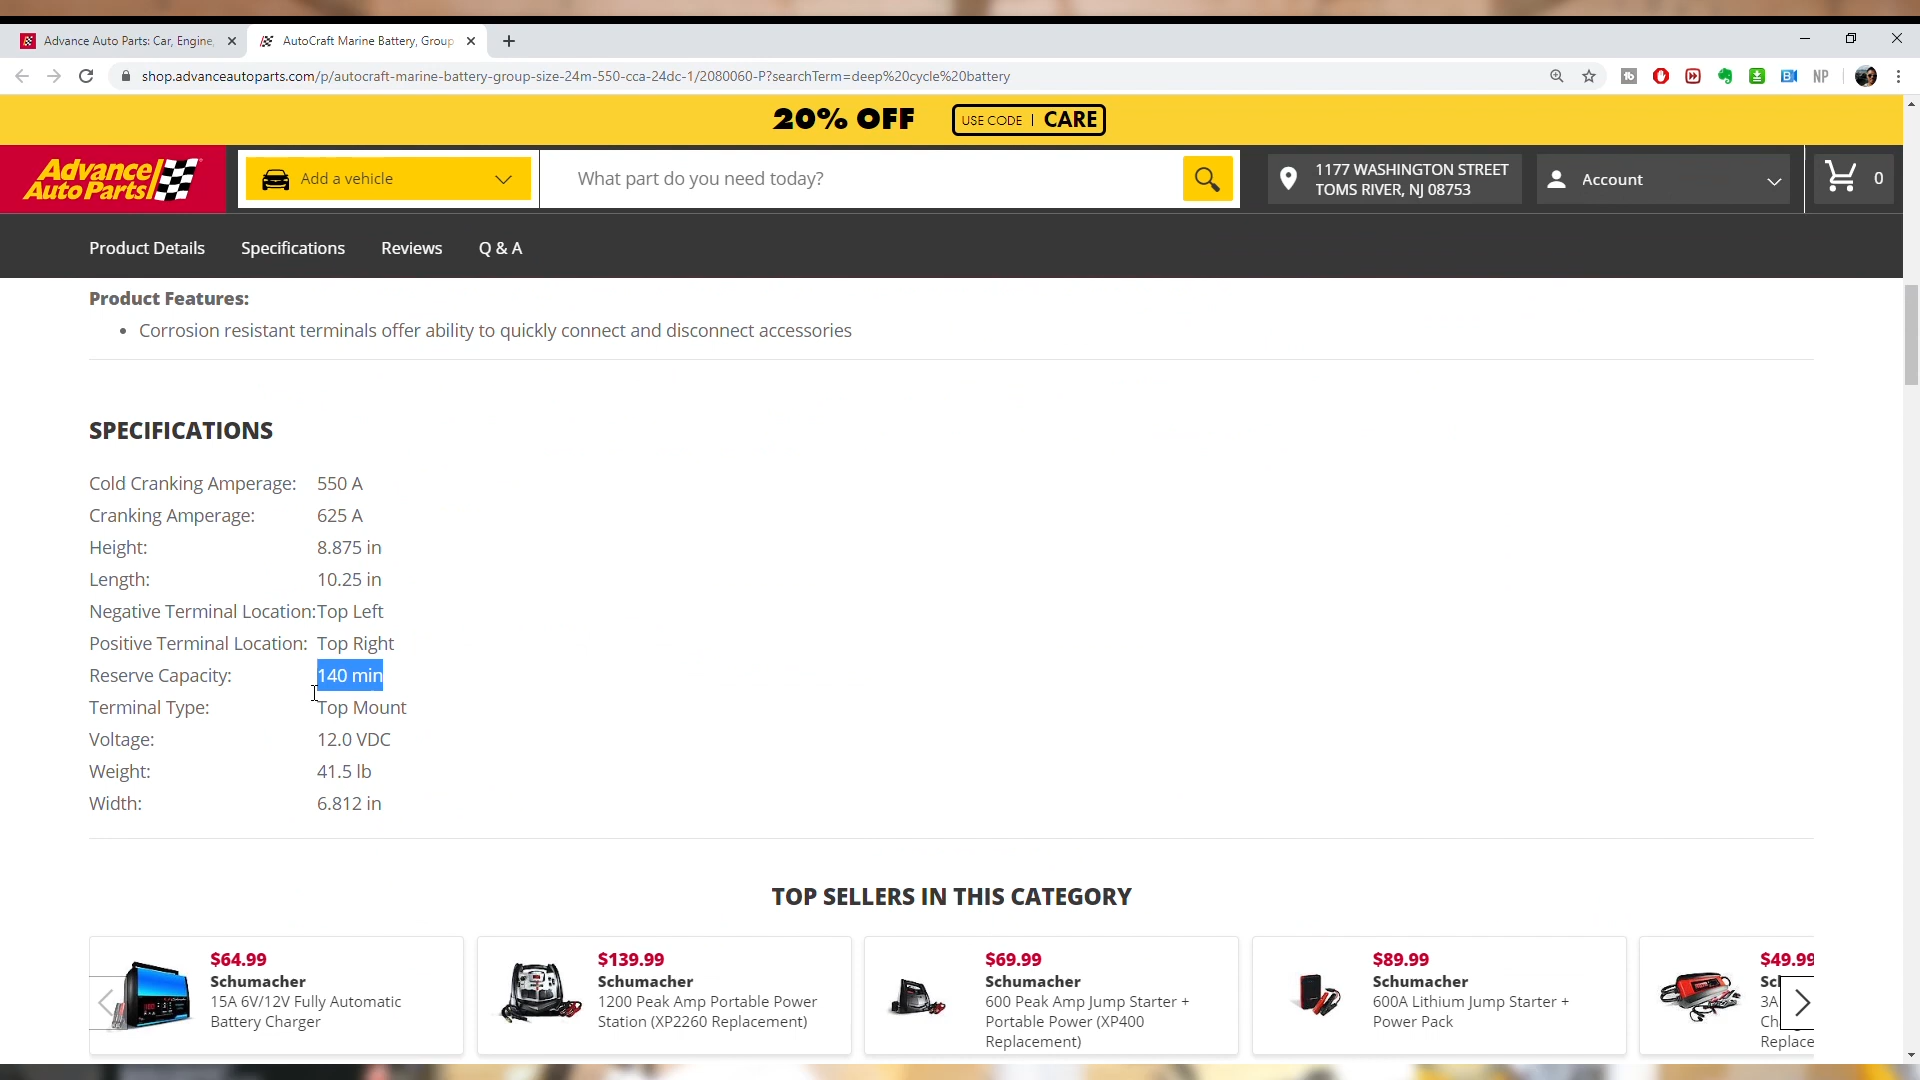 Advance Auto Parts: Car, Engine,
AutoCraft Marine Battery, Group
shop.advanceautoparts.com/p/autocraft-marine-battery-group-size-24m-550-cca-24dc-1/2080060-P?searchTerm=deep%20cycle%20battery
NP
20% OFF
USE CODE | CARE
Advance
Auto Parts
Add a vehicle
What part do you need today?
1177 WASHINGTON STREET
TOMS RIVER, NJ 08753
Account
0
Product Details
Specifications
Reviews
Q & A
Product Features:
• Corrosion resistant terminals offer ability to quickly connect and disconnect accessories
SPECIFICATIONS
Cold Cranking Amperage: 550 A
Cranking Amperage: 625 A
Height: 8.875 in
Length: 10.25 in
Negative Terminal Location: Top Left
Positive Terminal Location: Top Right
Reserve Capacity: 140 min
Terminal Type: Top Mount
Voltage: 12.0 VDC
Weight: 41.5 lb
Width: 6.812 in
TOP SELLERS IN THIS CATEGORY
$64.99
Schumacher
15A 6V/12V Fully Automatic
Battery Charger
$139.99
Schumacher
1200 Peak Amp Portable Power
Station (XP2260 Replacement)
$69.99
Schumacher
600 Peak Amp Jump Starter +
Portable Power (XP400
Replacement)
$89.99
Schumacher
600A Lithium Jump Starter +
Power Pack
$49.99
Sc
3A
Ch
Replace